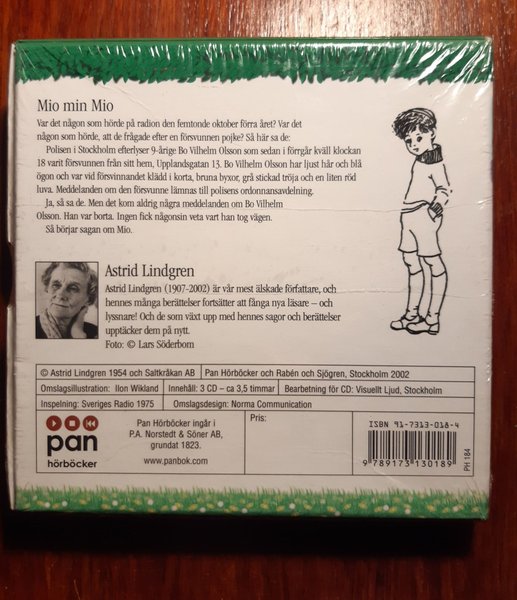 Mio min Mio
Var det någon som hörde på radion den femtonde oktober förra året? Var det
någon som hörde, att de frågade efter en försvunnen pojke? Så här sa de:
Polisen i Stockholm efterlyser 9-årige Bo Vilhelm Olsson som sedan i förrgår kväll klockan
18 varit försvunnen från sitt hem, Upplandsgatan 13. Bo Vilhelm Olsson har ljust hår och blå
ögon och var vid försvinnandet klädd i korta, bruna byxor, grå stickad tröja och en liten röd
luva. Meddelanden om den försvunne lämnas till polisens ordonnansavdelning.
Ja, så sa de. Men det kom aldrig några meddelanden om Bo Vilhelm
Olsson. Han var borta. Ingen fick någonsin veta vart han tog vägen.
Så börjar sagan om Mio.
Astrid Lindgren
Astrid Lindgren (1907-2002) är vår mest älskade författare, och
hennes många berättelser fortsätter att fånga nya läsare – och
lyssnare! Och de som växt upp med hennes sagor och berättelser
upptäcker dem på nytt.
Foto: © Lars Söderbom
© Astrid Lindgren 1954 och Saltkråkan AB Pan Hörböcker och Rabén och Sjögren, Stockholm 2002
Omslagsillustration: Ilon Wikland Innehåll: 3 CD – ca 3,5 timmar Bearbetning för CD: Visuellt Ljud, Stockholm
Inspelning: Sveriges Radio 1975 Omslagsdesign: Norma Communication
pan
hörböcker
Pan Hörböcker ingår i
P.A. Norstedt & Söner AB,
grundat 1823.
www.panbok.com
Pris:
ISBN 91-7313-018-4
9 789173 130189
PH 184